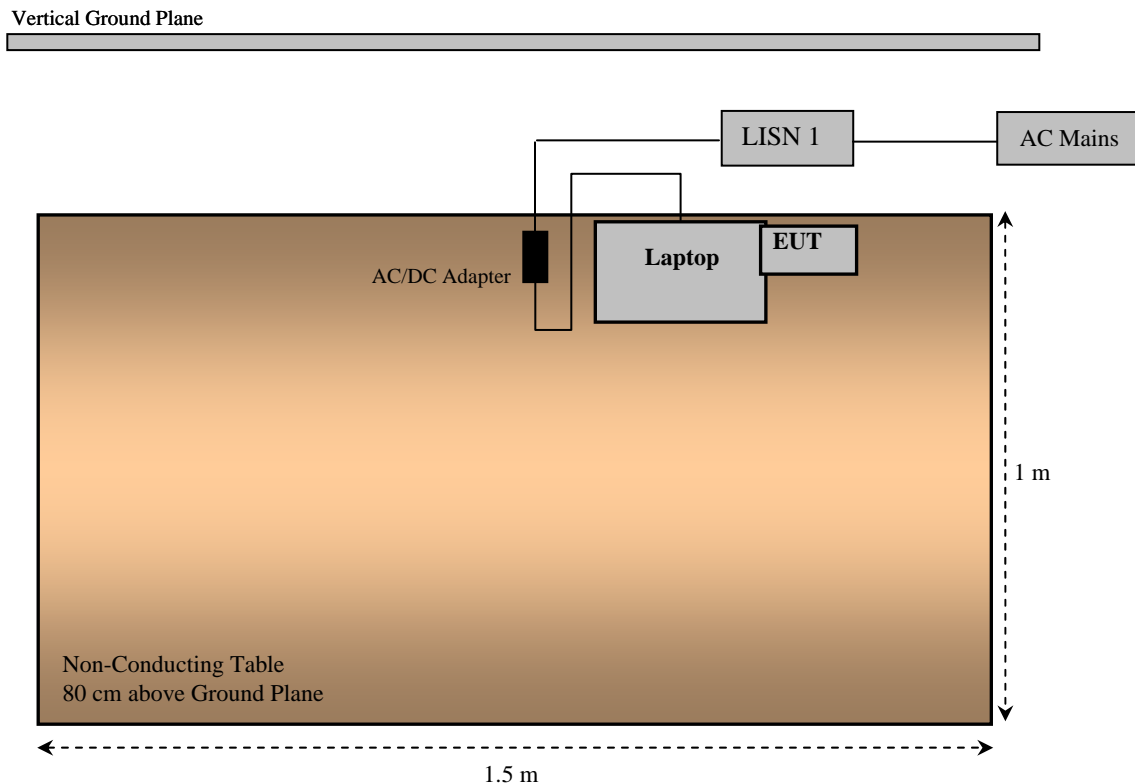 Vertical Ground Plane
LISN 1
AC Mains
EUT
Laptop
AC/DC Adapter
1 m
Non-Conducting Table
80 cm above Ground Plane
1.5 m